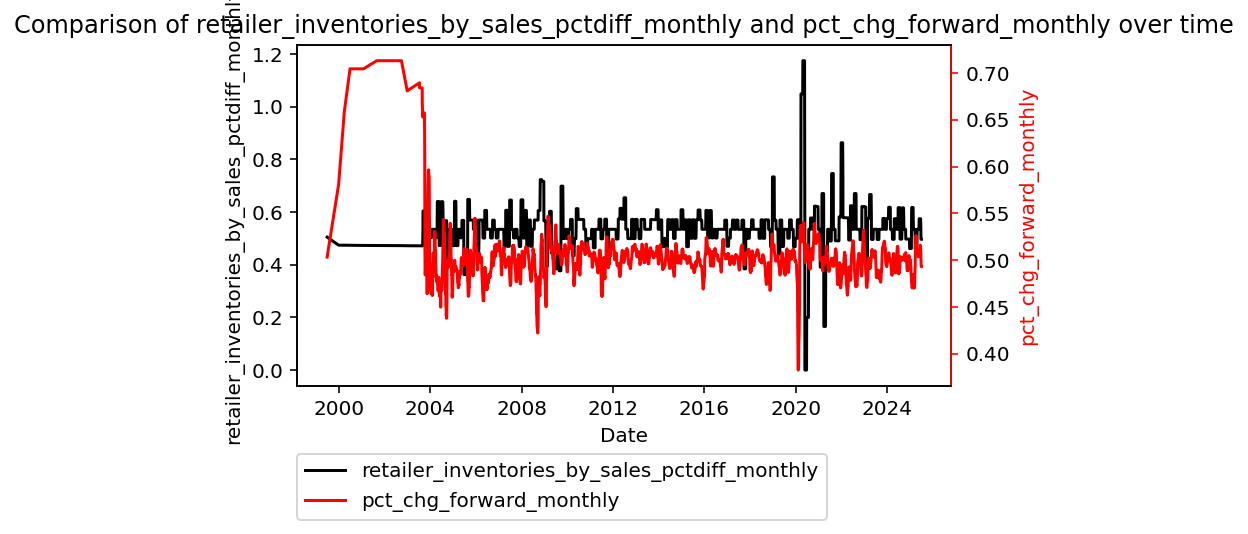 Comparison of retailer_inventories_by_sales_pctdiff_monthly and pct_chg_forward_monthly over time
retailer_inventories_by_sales_pctdiff_monthly
1.2
1.0
0.8
0.6
0.4
0.2
0.0
0.70
0.65
0.60
0.55
0.50
0.45
0.40
pct_chg_forward_monthly
2000 2004 2008 2012 2016 2020 2024
Date
retailer_inventories_by_sales_pctdiff_monthly
pct_chg_forward_monthly